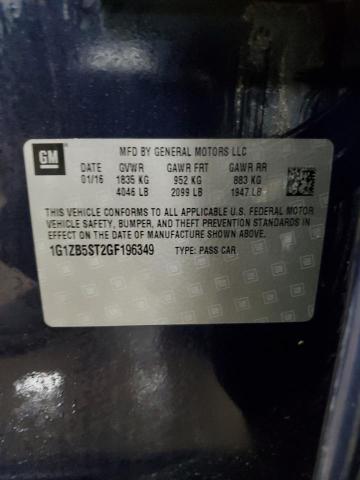 GM
MFD BY GENERAL MOTORS LLC
DATE GVWR GAWR FRT GAWR RR
01/16 1835 KG 952 KG 883 KG
4046 LB 2099 LB 1947 LB
THIS VEHICLE CONFORMS TO ALL APPLICABLE U.S. FEDERAL MOTOR
VEHICLE SAFETY, BUMPER, AND THEFT PREVENTION STANDARDS IN
EFFECT ON THE DATE OF MANUFACTURE SHOWN ABOVE.
1G1ZB5ST2GF196349 TYPE: PASS CAR